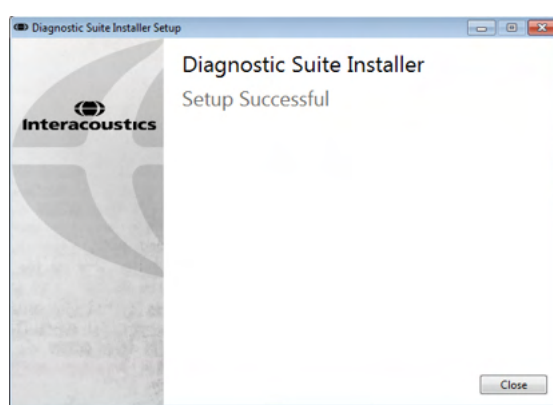 Diagnostic Suite Installer Setup
Diagnostic Suite Installer
Setup Successful
Interacoustics
Close